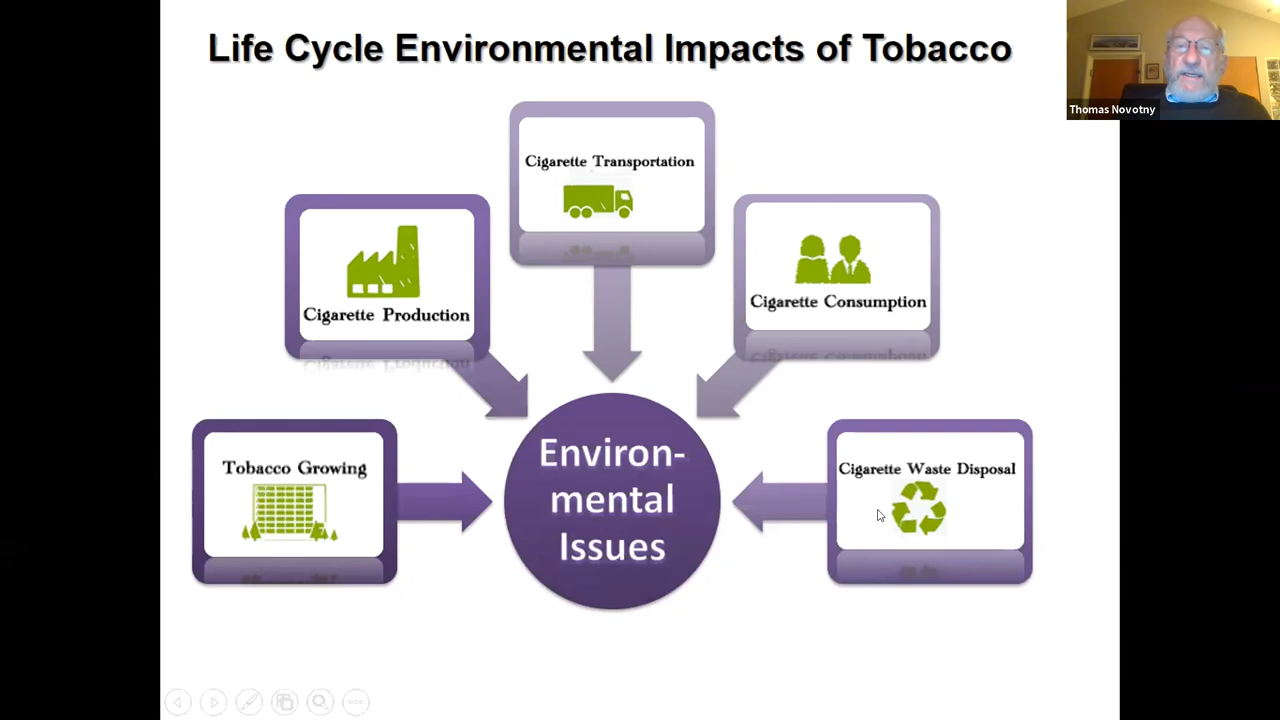 Life Cycle Environmental Impacts of Tobacco
Thomas Novotny
Cigarette Transportation
Cigarette Production
Cigarette Consumption
Tobacco Growing
Environ-
mental
Issues
Cigarette Waste Disposal